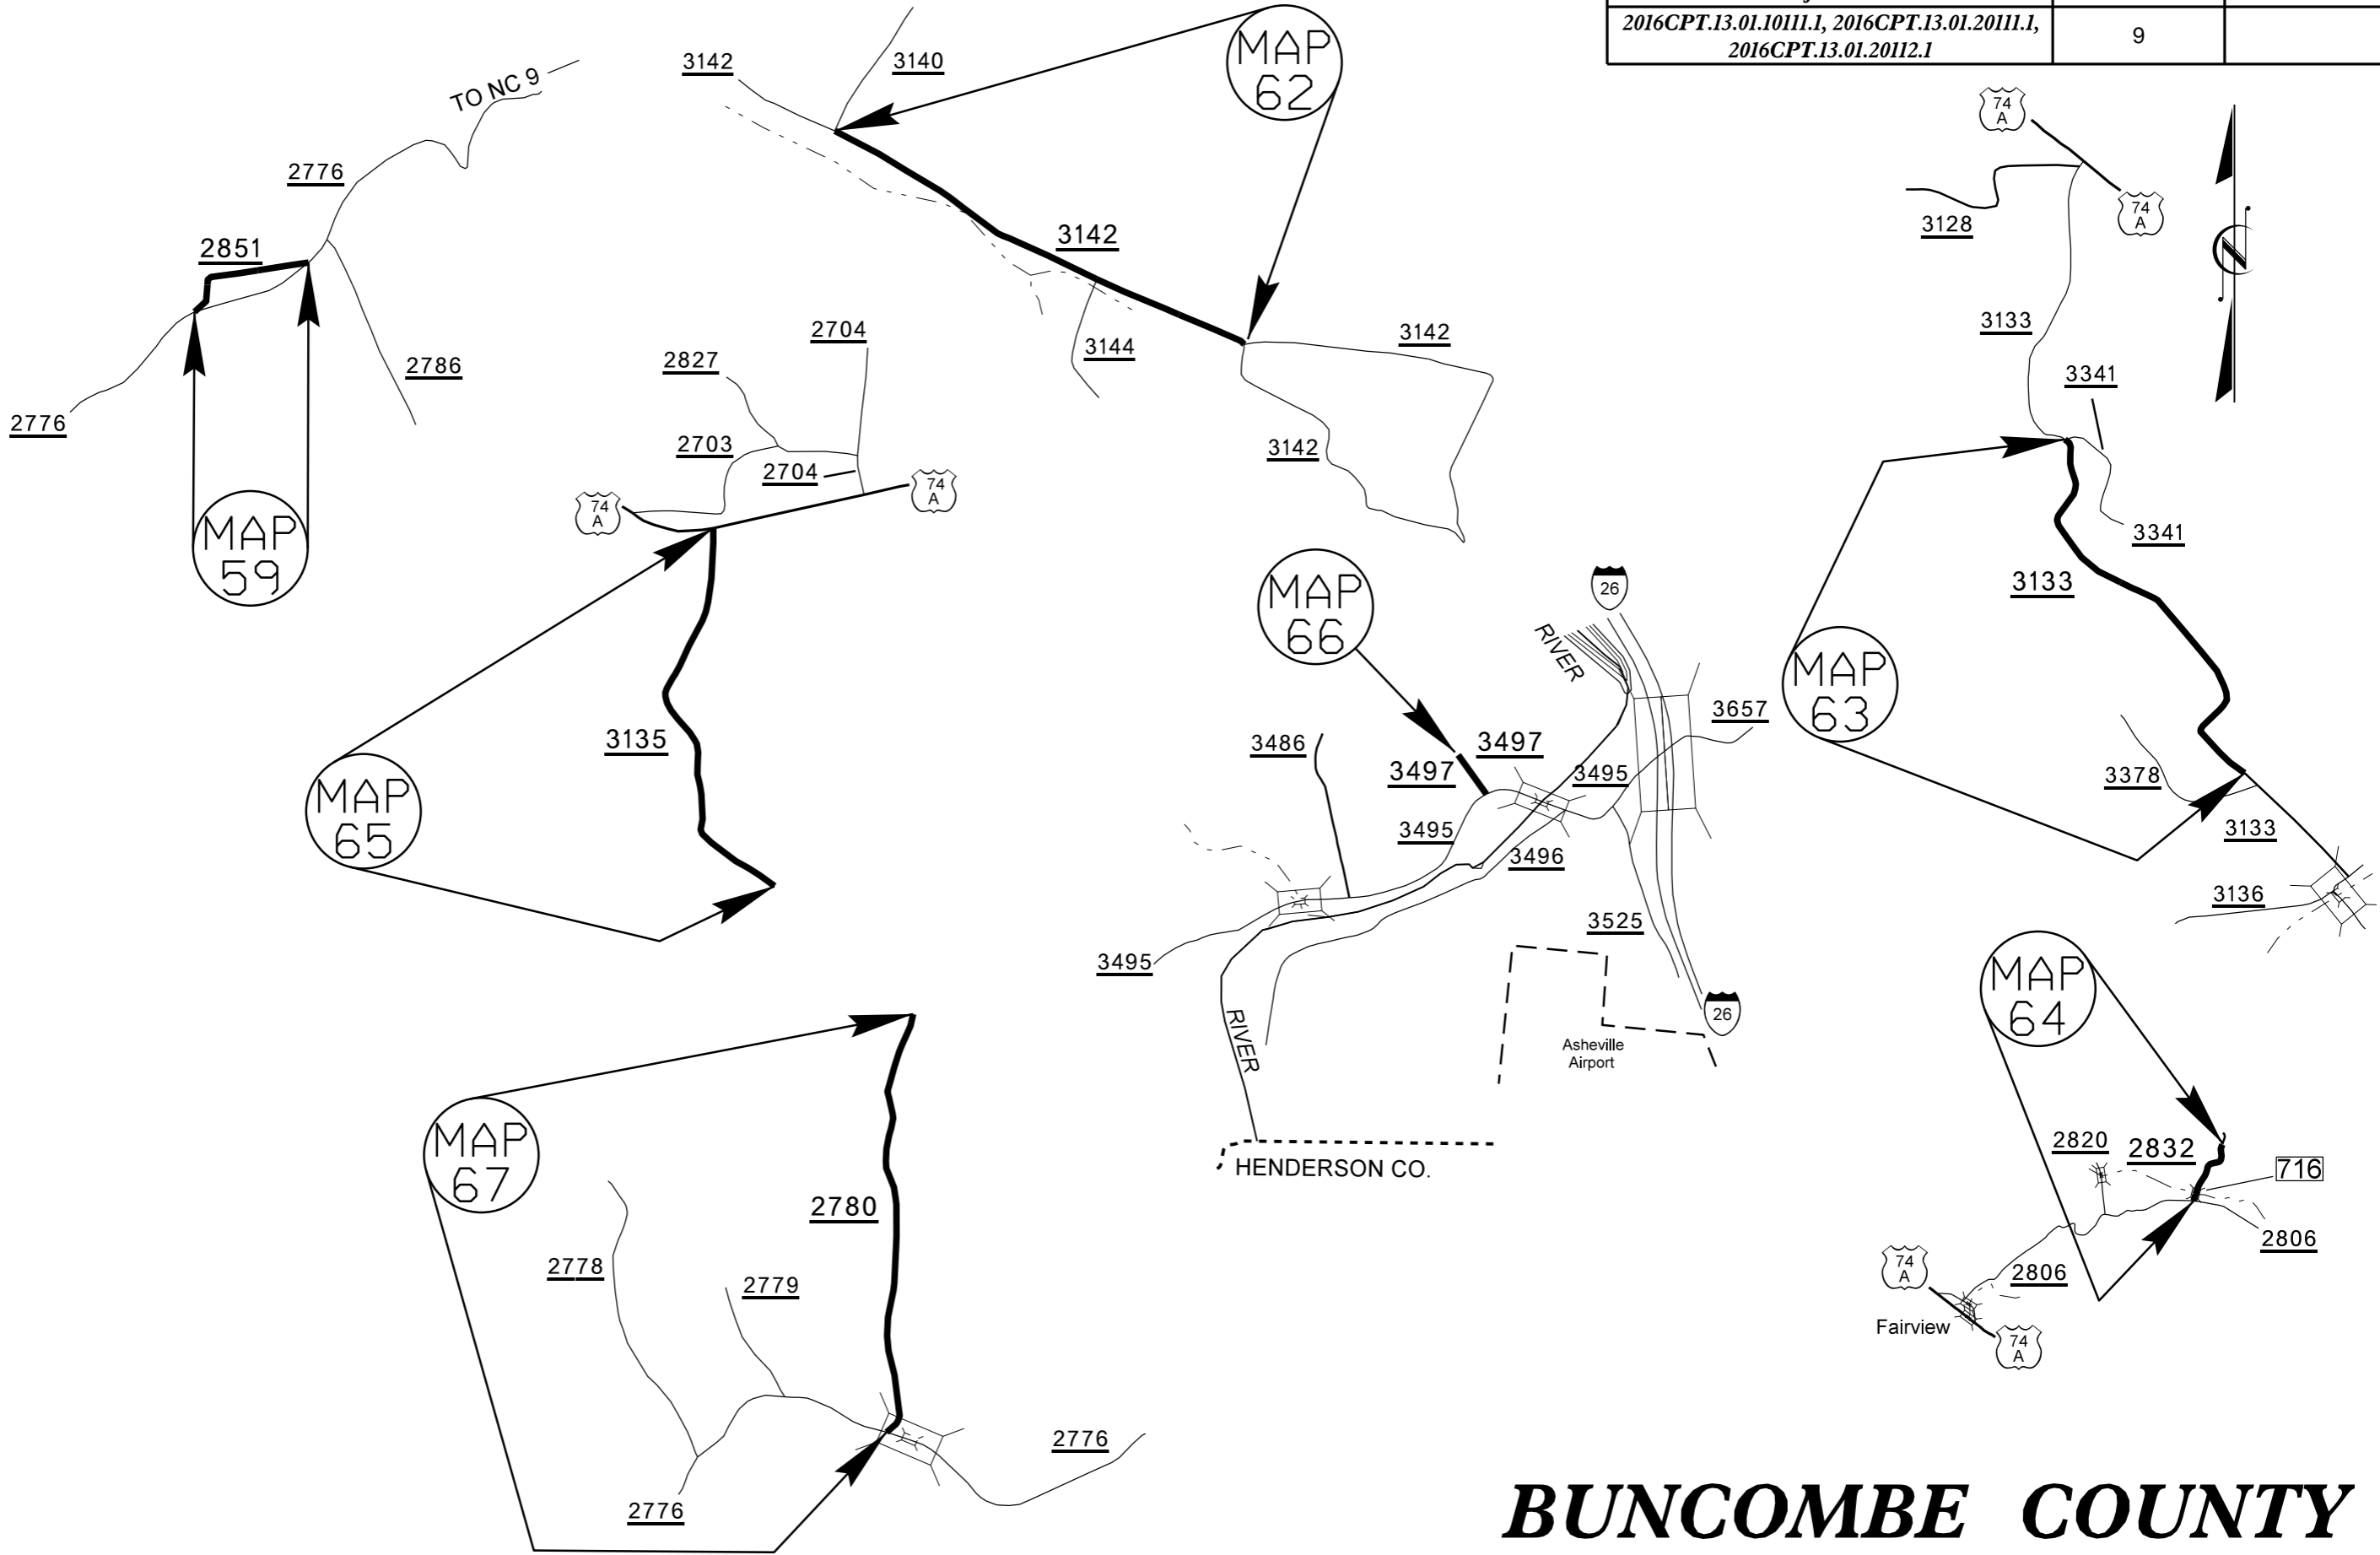 2016CPT.13.01.10111.1, 2016CPT.13.01.20111.1,
2016CPT.13.01.20112.1
9
TO NC 9
2776
2851
2786
2776
MAP
59
3142
3140
MAP
62
3142
3144
3142
3142
74
A
74
A
3128
3133
3341
3341
3133
MAP
63
3378
3133
3136
2704
2827
2703
2704
74
A
74
A
3135
MAP
65
MAP
66
26
RIVER
3657
3486
3497
3497
3495
3495
3496
3525
3495
RIVER
26
Asheville
Airport
HENDERSON CO.
MAP
64
2820
2832
716
2806
2806
74
A
Fairview
74
A
MAP
67
2780
2778
2779
2776
2776
BUNCOMBE COUNTY